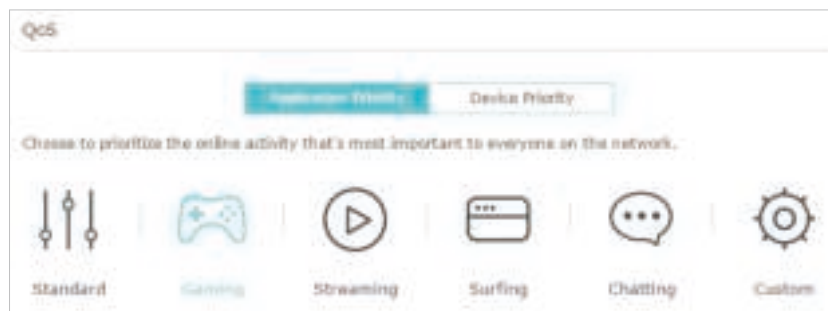 QoS
Application Priority Device Priority
Choose to prioritize the online activity that's most important to everyone on the network.
Standard Gaming Streaming Surfing Chatting Custom